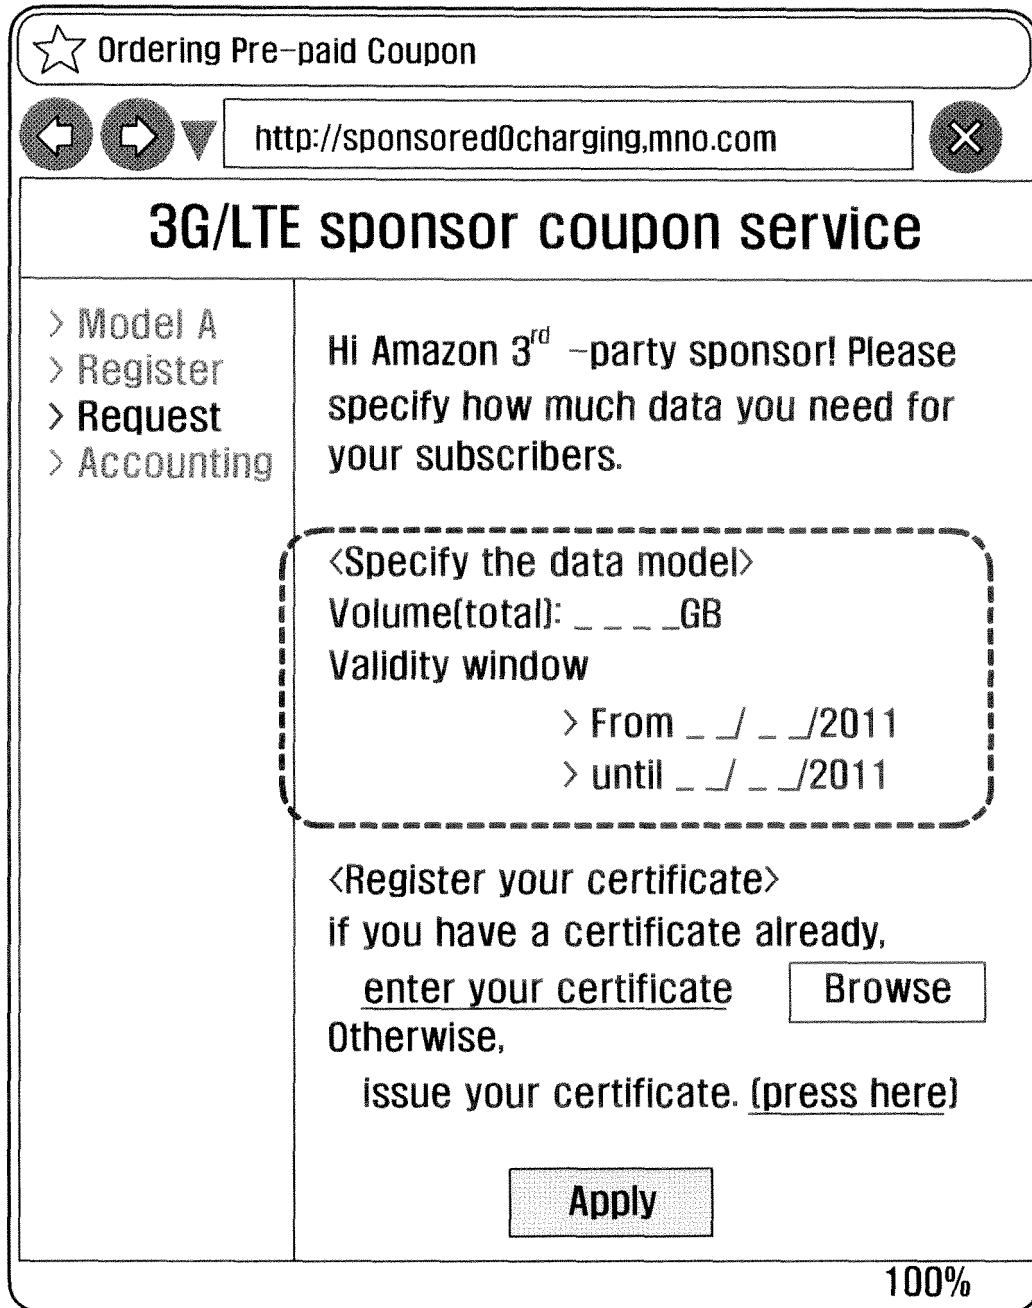 Ordering Pre-paid Coupon
http://sponsored0charging,mno.com
3G/LTE sponsor coupon service
> Model A
> Register
> Request
> Accounting
Hi Amazon 3rd -party sponsor! Please
specify how much data you need for
your subscribers.
<Specify the data model>
Volume(total): _ _ _ _GB
Validity window
> From _ _/ _ _/2011
> until _ _/ _ _/2011
<Register your certificate>
if you have a certificate already,
enter your certificate Browse
Otherwise,
issue your certificate. (press here)
Apply
100%